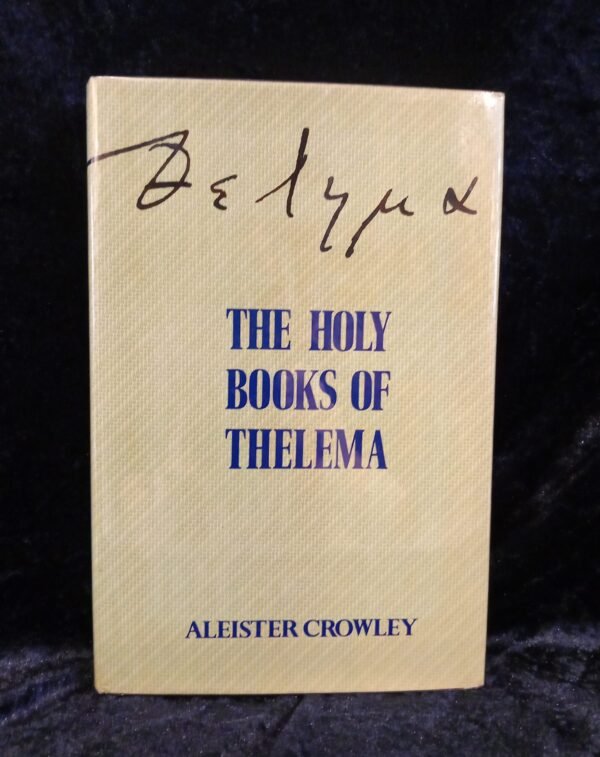 θελημα
THE HOLY
BOOKS OF
THELEMA
ALEISTER CROWLEY